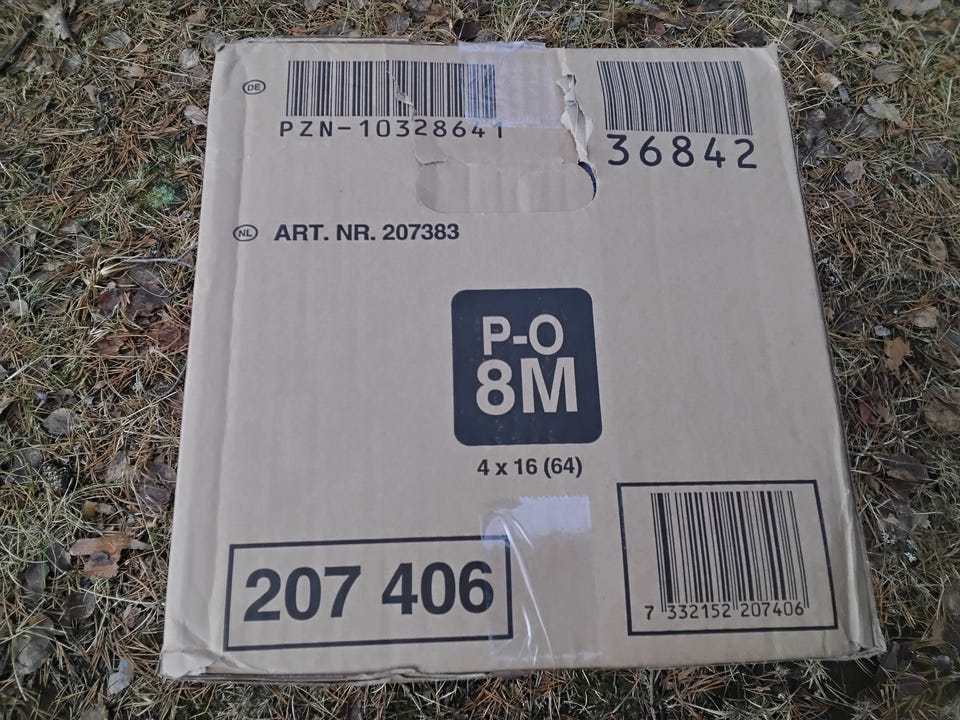 DE
PZN-10328641
36842
NL ART. NR. 207383
P-O
8M
4 x 16 (64)
207 406
7 332152 207406